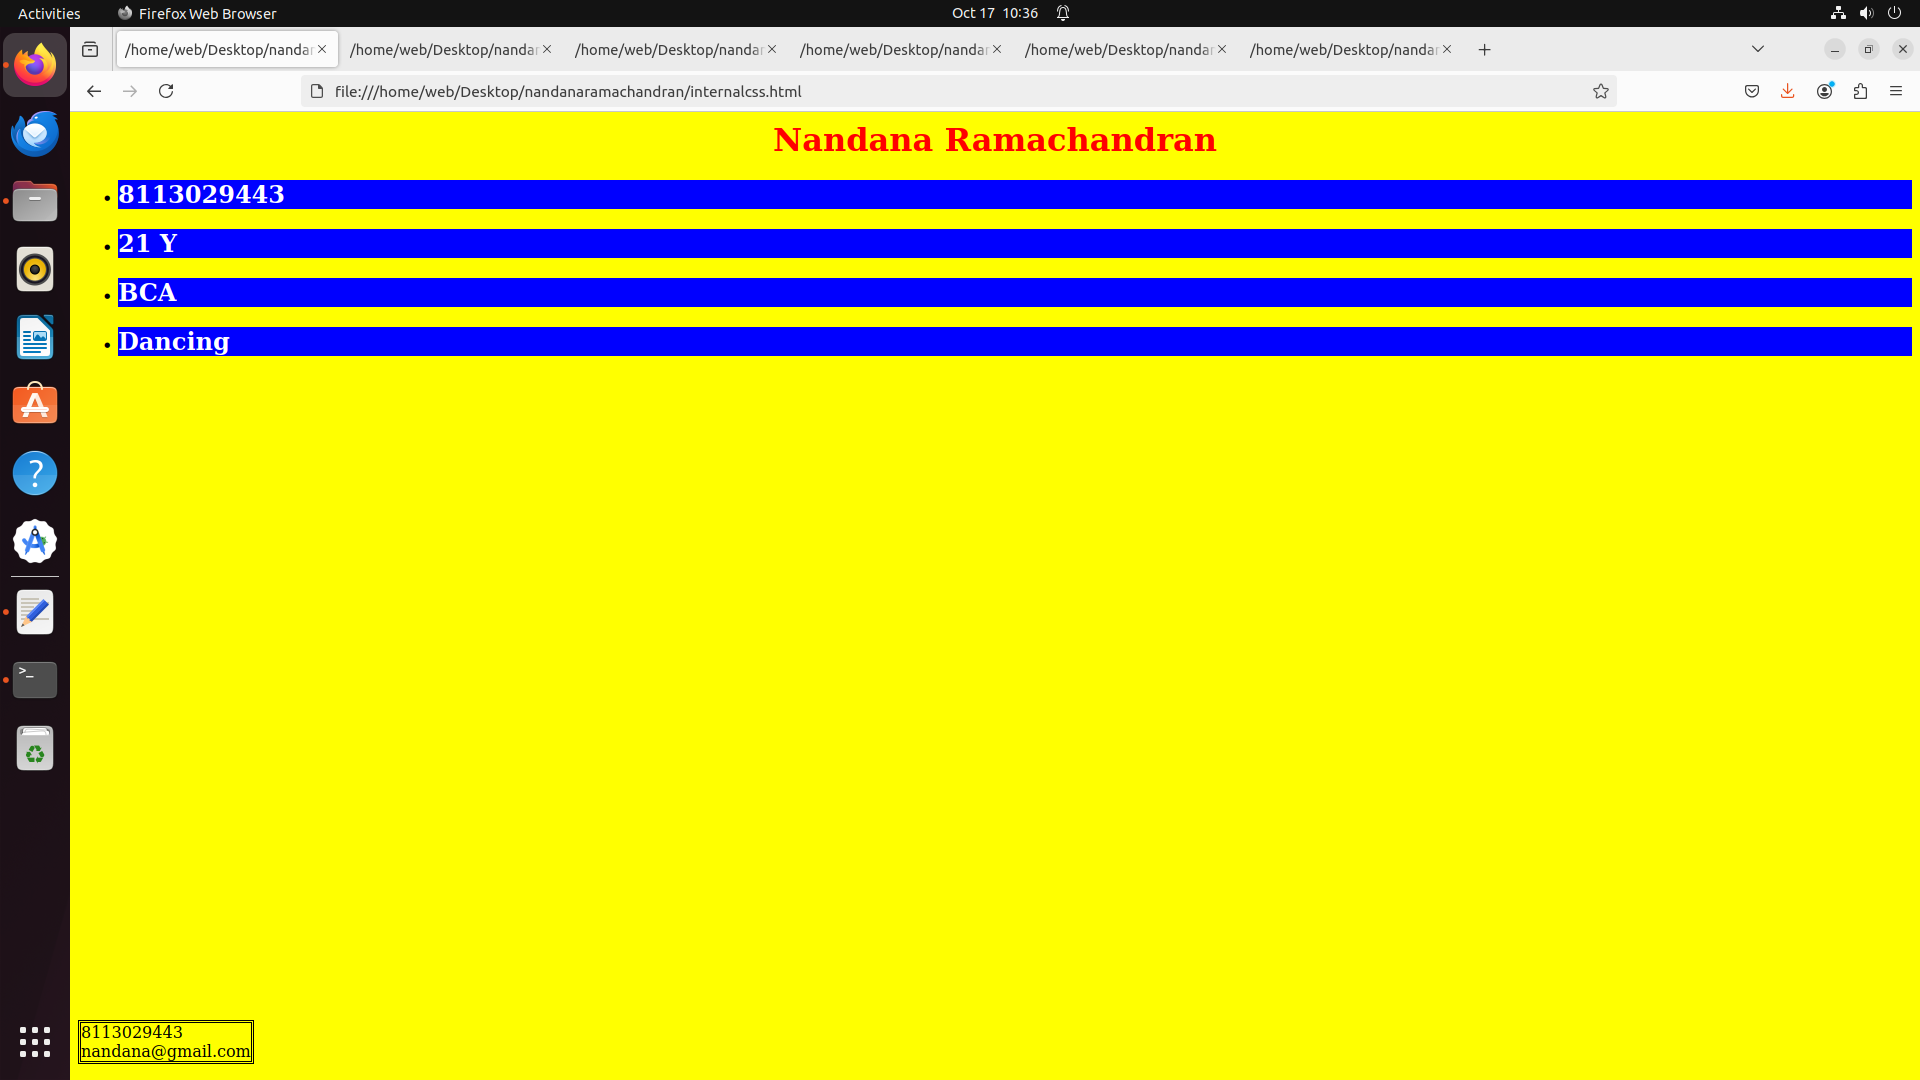 Activities
Firefox Web Browser
Oct 17 10:36
/home/web/Desktop/nandar
/home/web/Desktop/nandar
/home/web/Desktop/nandar
/home/web/Desktop/nandar
/home/web/Desktop/nandar
/home/web/Desktop/nandar
file:///home/web/Desktop/nandanaramachandran/internalcss.html
Nandana Ramachandran
• 8113029443
• 21 Y
• BCA
• Dancing
8113029443
nandana@gmail.com